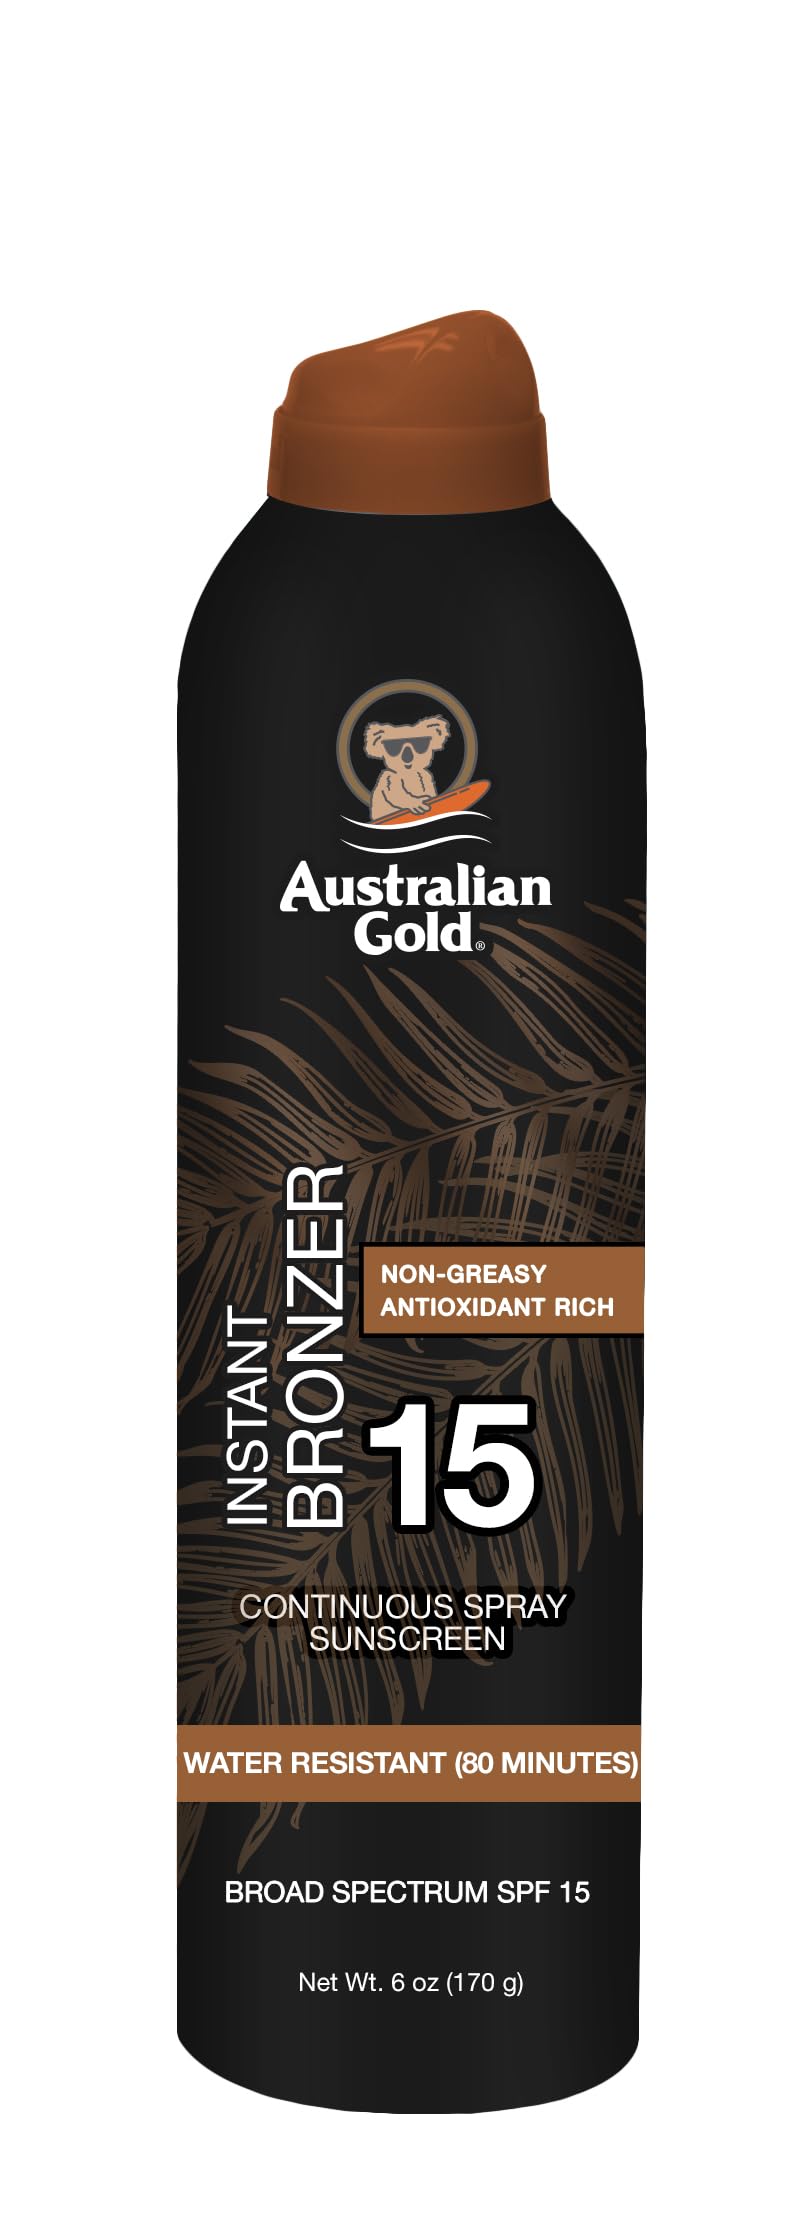 Australian
Gold®
INSTANT
BRONZER
NON-GREASY
ANTIOXIDANT RICH
15
CONTINUOUS SPRAY
SUNSCREEN
WATER RESISTANT (80 MINUTES)
BROAD SPECTRUM SPF 15
Net Wt. 6 oz (170 g)